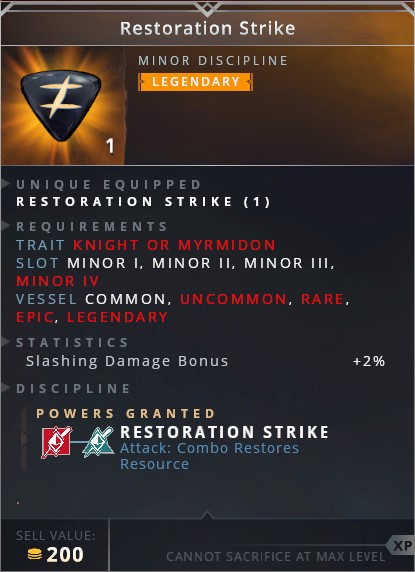 Restoration Strike
MINOR DISCIPLINE
LEGENDARY
1
UNIQUE EQUIPPED
RESTORATION STRIKE (1)
REQUIREMENTS
TRAIT KNIGHT OR MYRMIDON
SLOT MINOR I, MINOR II, MINOR III,
MINOR IV
VESSEL COMMON, UNCOMMON, RARE,
EPIC, LEGENDARY
STATISTICS
Slashing Damage Bonus +2%
DISCIPLINE
POWERS GRANTED
RESTORATION STRIKE
Attack: Combo Restores
Resource
SELL VALUE:
200
XP
CANNOT SACRIFICE AT MAX LEVEL